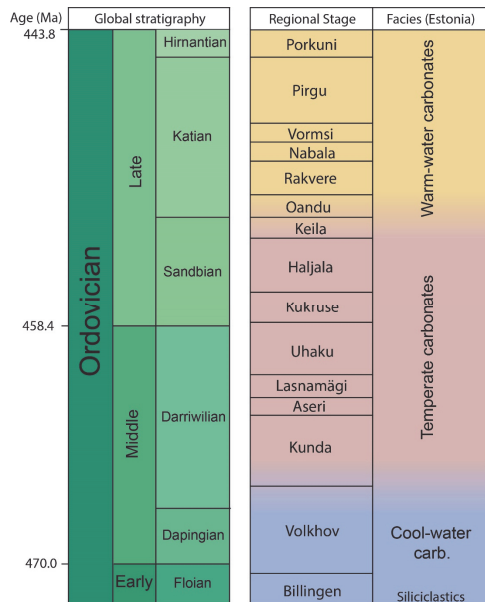 Age (Ma) Global stratigraphy Regional Stage Facies (Estonia)
443.8
Hirnantian
Katian
Sandbian
Late
458.4
Darriwilian
Dapingian
Middle
470.0
Early
Floian
Ordovician
Porkuni
Pirgu
Vormsi
Nabala
Rakvere
Oandu
Keila
Haljala
Kukruse
Uhaku
Lasnamägi
Aseri
Kunda
Volkhov
Billingen
Warm-water carbonates
Temperate carbonates
Cool-water
carb.
Siliciclastics